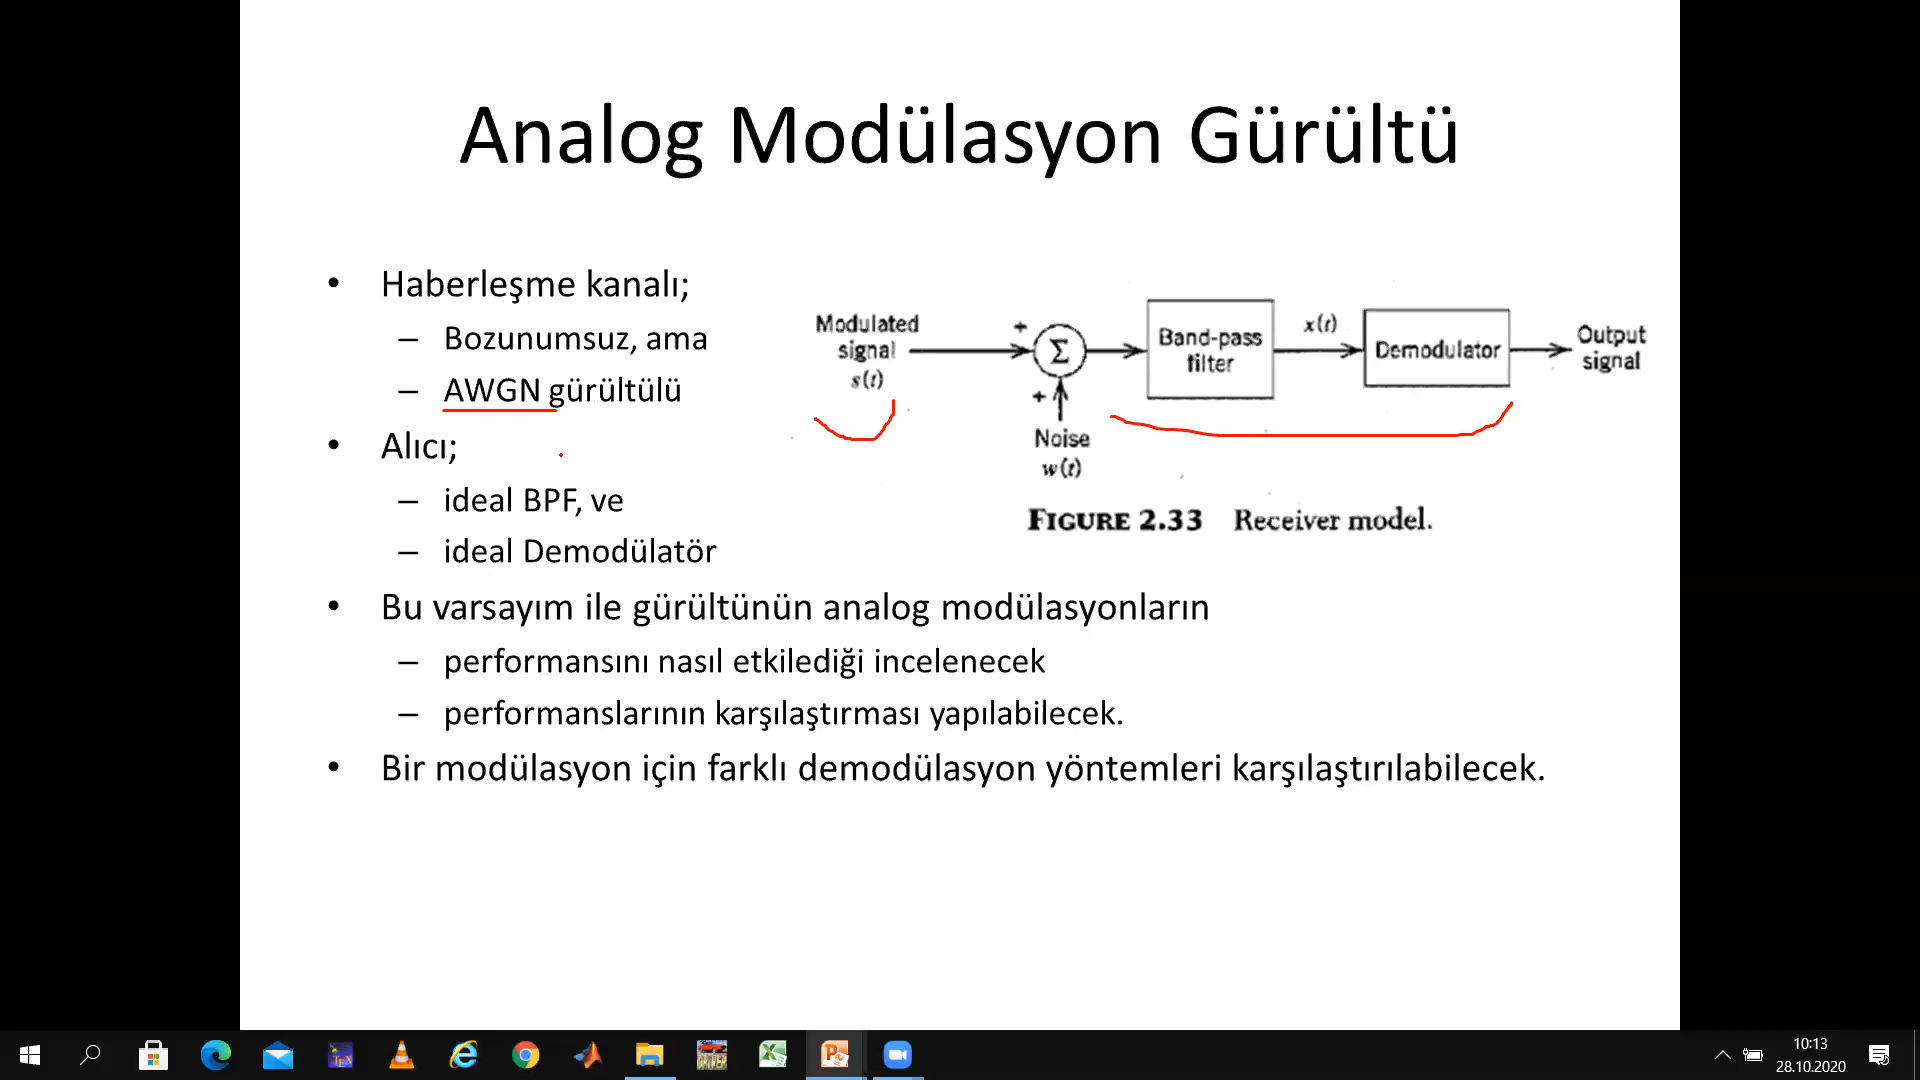 Analog Modülasyon Gürültü
• Haberleşme kanalı;
– Bozunumsuz, ama
– AWGN gürültülü
• Alıcı;
– ideal BPF, ve
– ideal Demodülatör
• Bu varsayım ile gürültünün analog modülasyonların
– performansını nasıl etkilediği incelenecek
– performanslarının karşılaştırması yapılabilecek.
• Bir modülasyon için farklı demodülasyon yöntemleri karşılaştırılabilecek.
Modulated
signal
s(t)
+
Σ
+
Noise
w(t)
Band-pass
filter
x(t)
Demodulator
Output
signal
FIGURE 2.33 Receiver model.
10:13
28.10.2020